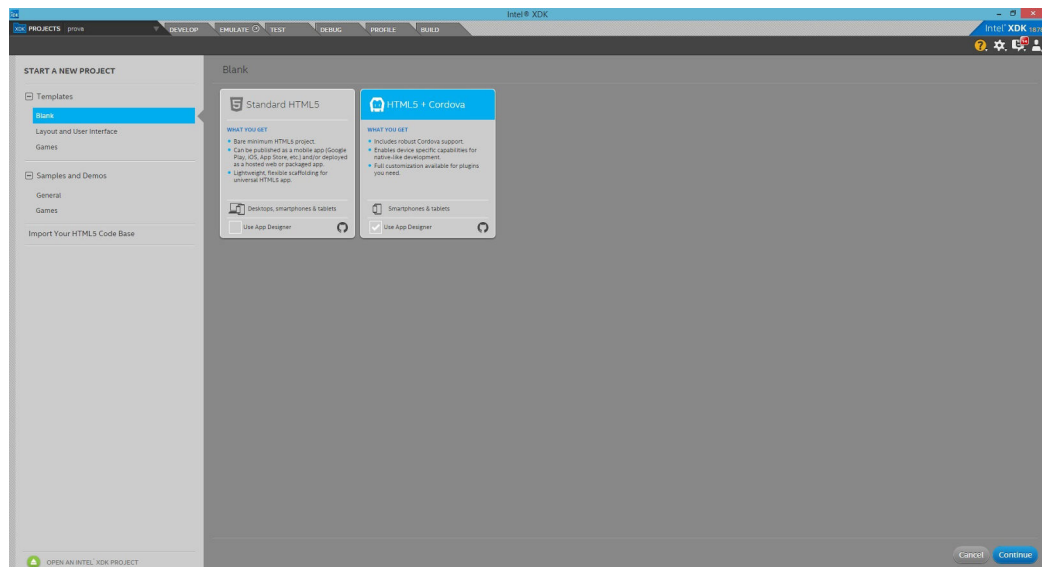 Intel® XDK
XDK PROJECTS prova
DEVELOP EMULATE TEST DEBUG PROFILE BUILD
Intel® XDK
START A NEW PROJECT
Templates
Blank
Layout and User Interface
Games
Samples and Demos
General
Games
Import Your HTML5 Code Base
OPEN AN INTEL® XDK PROJECT
Blank
Standard HTML5
WHAT YOU GET
Bare minimum HTML5 project.
Can be published as a mobile app (Google
Play, iOS, App Store, etc.) and/or deployed
as a hosted web or packaged app.
Lightweight, flexible scaffolding for
universal HTML5 app.
Desktops, smartphones & tablets
Use App Designer
HTML5 + Cordova
WHAT YOU GET
Includes robust Cordova support.
Enables device specific capabilities for
native-like development.
Full customization available for plugins
you need.
Smartphones & tablets
Use App Designer
Cancel Continue